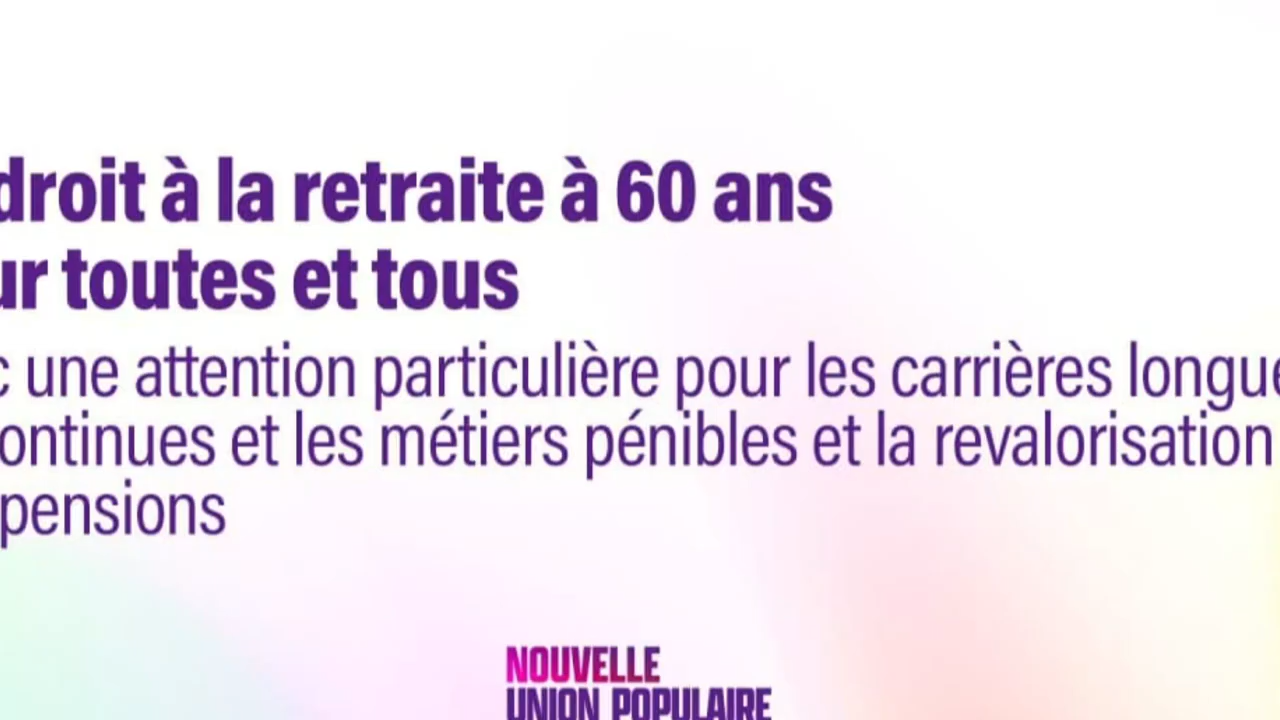 droit à la retraite à 60 ans
ur toutes et tous
c une attention particulière pour les carrières longue
ontinues et les métiers pénibles et la revalorisation
pensions
NOUVELLE
UNION POPULAIRE